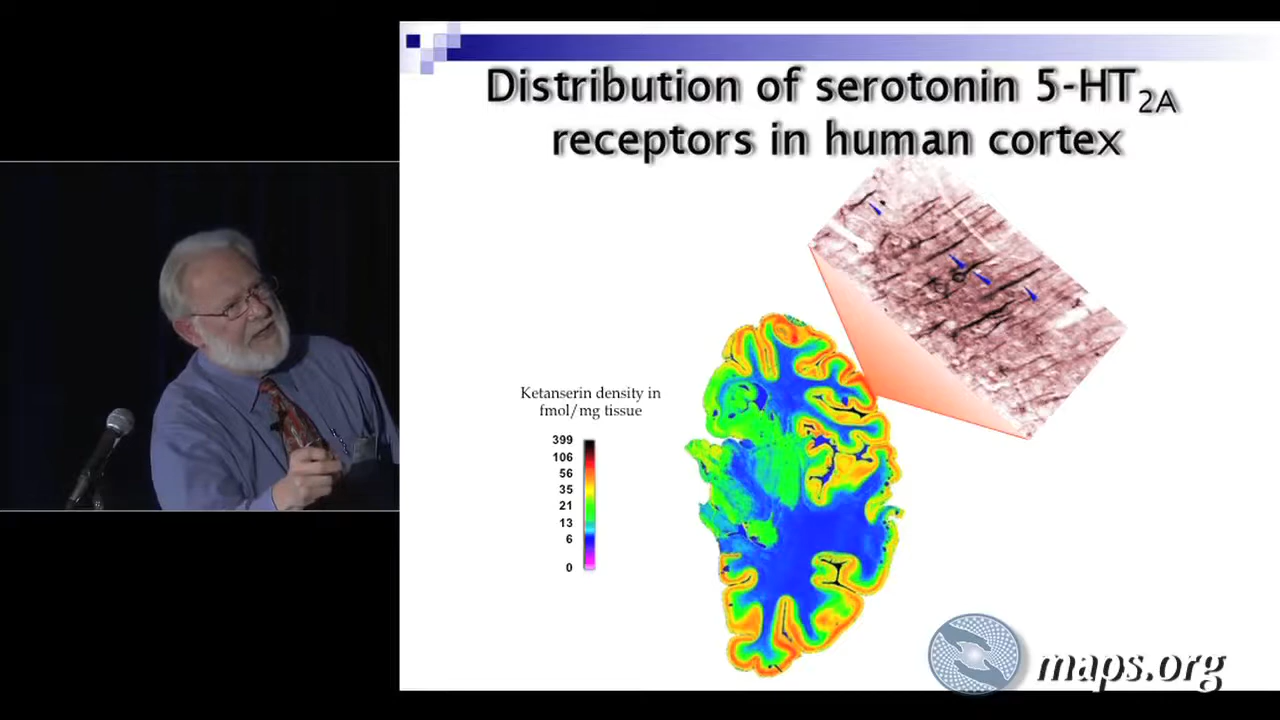 Distribution of serotonin 5-HT2A
receptors in human cortex
Ketanserin density in
fmol/mg tissue
399
106
56
35
21
13
6
0
maps.org